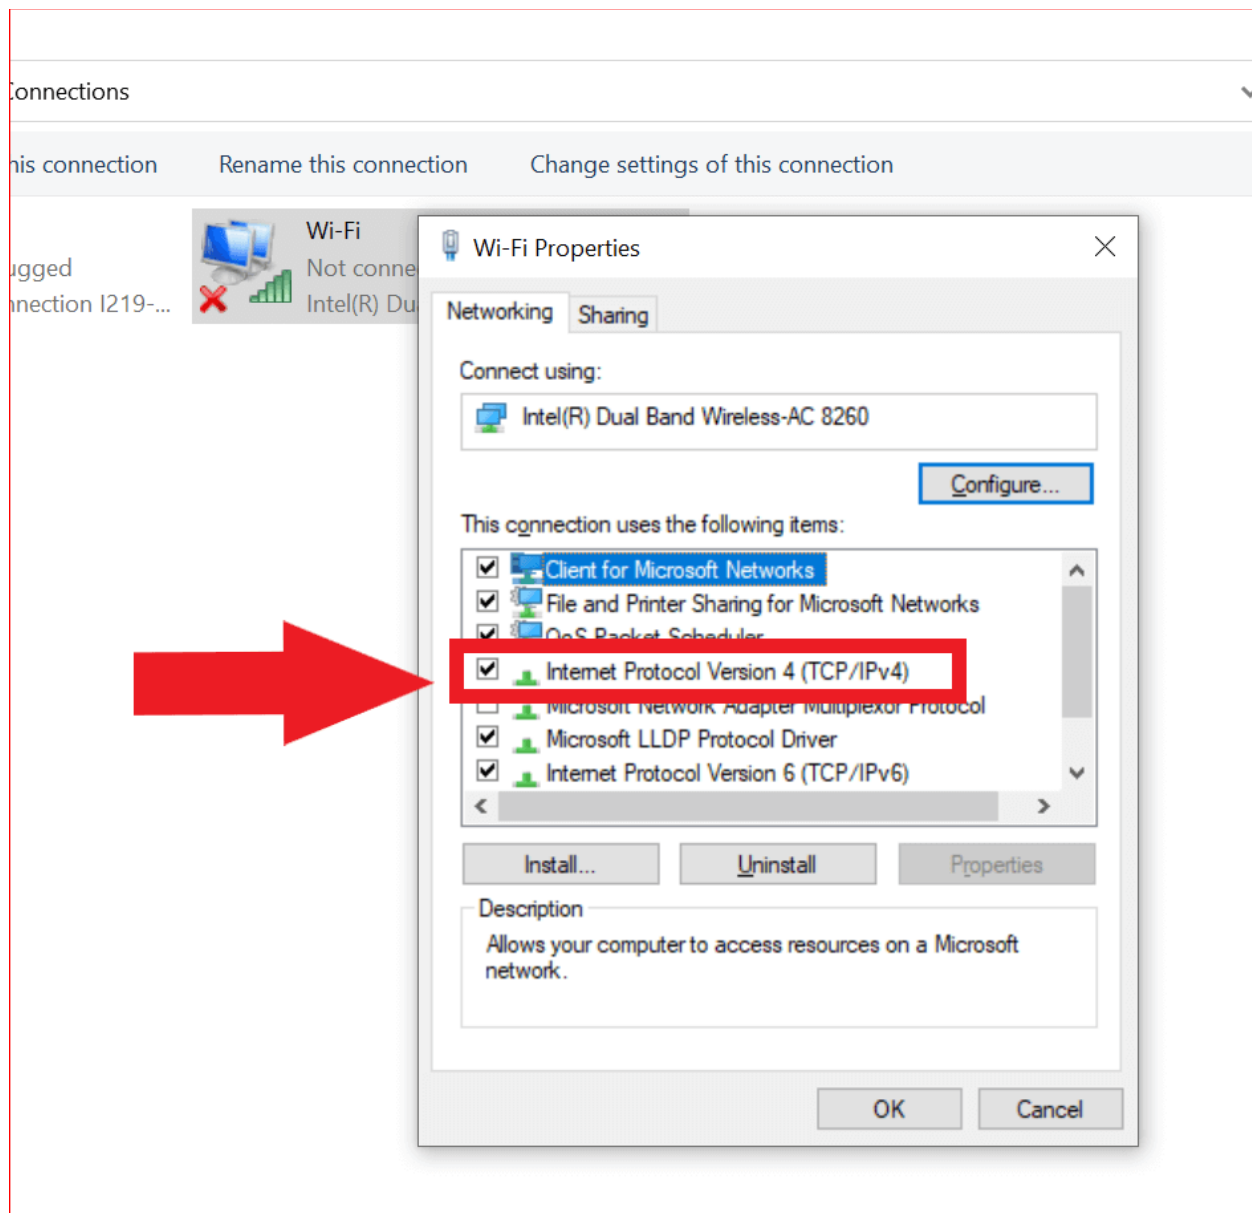 Connections
his connection Rename this connection Change settings of this connection
Wi-Fi
ugged Not conne
nnection I219-... Intel(R) Du
Wi-Fi Properties
Networking Sharing
Connect using:
Intel(R) Dual Band Wireless-AC 8260
Configure...
This connection uses the following items:
Client for Microsoft Networks
File and Printer Sharing for Microsoft Networks
QoS Packet Scheduler
Internet Protocol Version 4 (TCP/IPv4)
Microsoft Network Adapter Multiplexor Protocol
Microsoft LLDP Protocol Driver
Internet Protocol Version 6 (TCP/IPv6)
Install... Uninstall Properties
Description
Allows your computer to access resources on a Microsoft
network.
OK Cancel